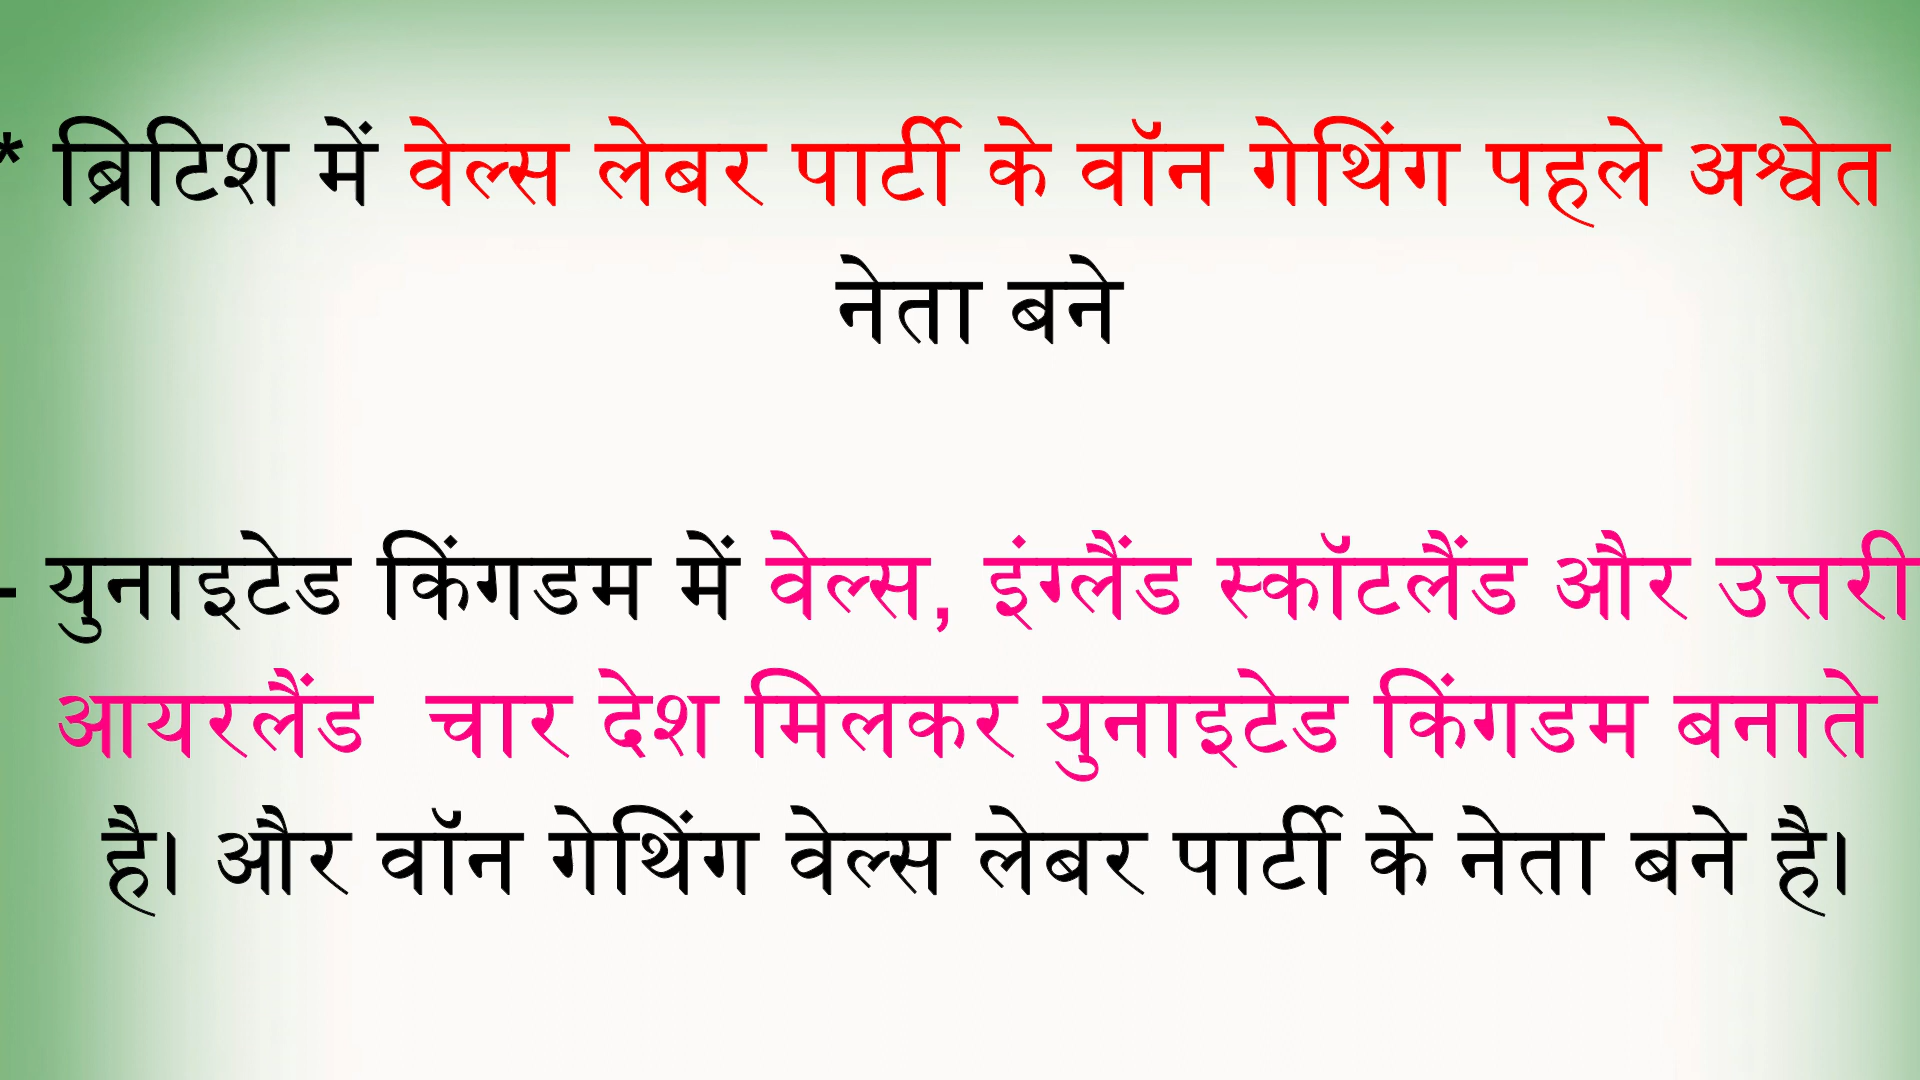 * ब्रिटिश में वेल्स लेबर पार्टी के वॉन गेथिंग पहले अश्वेत
नेता बने
- युनाइटेड किंगडम में वेल्स, इंग्लैंड स्कॉटलैंड और उत्तरी
आयरलैंड चार देश मिलकर युनाइटेड किंगडम बनाते
है। और वॉन गेथिंग वेल्स लेबर पार्टी के नेता बने है।